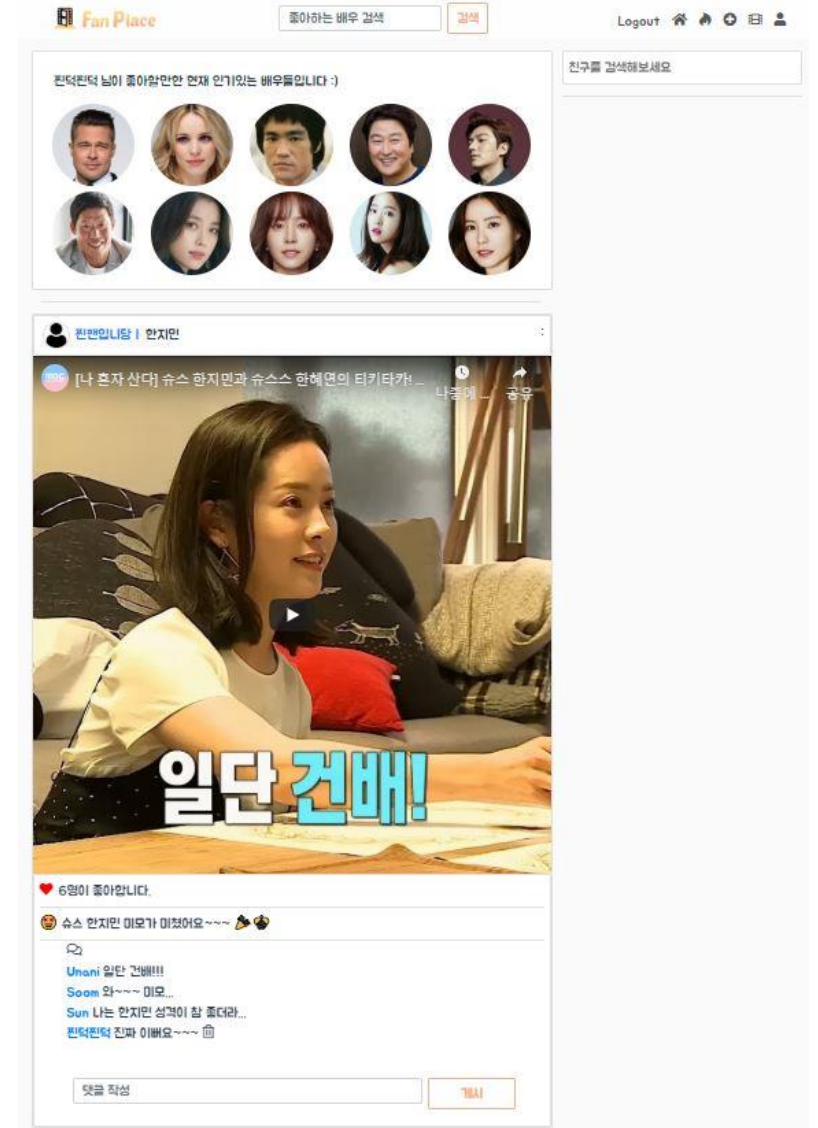 Fan Place
좋아하는 배우 검색
검색
Logout
찐덕찐덕 님이 좋아할만한 현재 인기있는 배우들입니다 :)
친구를 검색해보세요
찐팬입니당 | 한지민
[나 혼자 산다] 슈스 한지민과 슈스스 한혜연의 티키타카! ...
나중에 ...
공유
일단 건배!
6명이 좋아합니다.
슈스 한지민 미모가 미쳤어요~~~
Unani 일단 건배!!!
Soom 와~~~ 미모...
Sun 나는 한지민 성격이 참 좋더라...
찐덕찐덕 진짜 이뻐요~~~
댓글 작성
게시